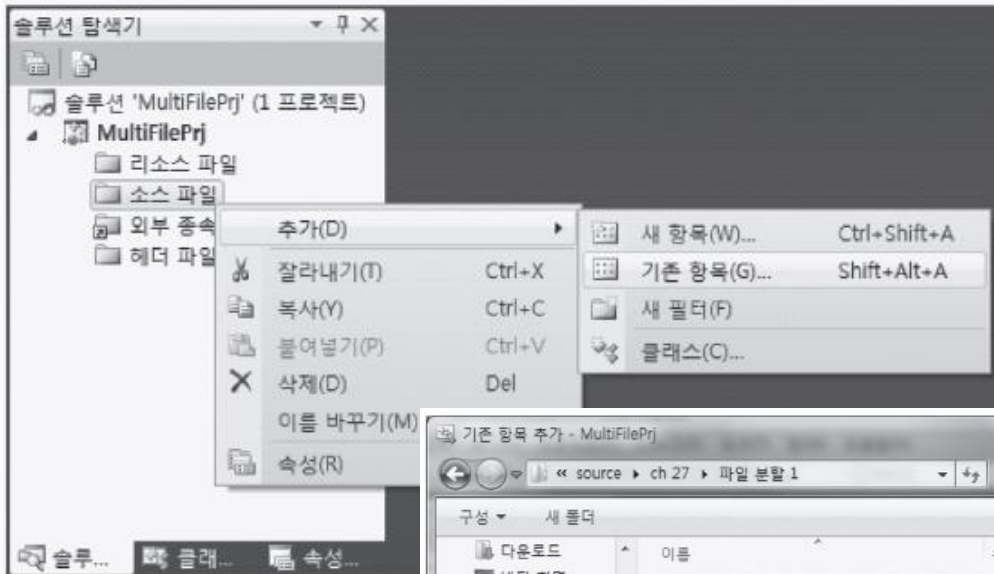 솔루션 탐색기
솔루션 'MultiFilePrj' (1 프로젝트)
MultiFilePrj
리소스 파일
소스 파일
외부 종속
헤더 파일
추가(D)
잘라내기(T) Ctrl+X
복사(Y) Ctrl+C
붙여넣기(P) Ctrl+V
삭제(D) Del
이름 바꾸기(M)
속성(R)
새 항목(W)... Ctrl+Shift+A
기존 항목(G)... Shift+Alt+A
새 필터(F)
클래스(C)...
솔루... 클래... 속성...
기존 항목 추가 - MultiFilePrj
« source ▸ ch 27 ▸ 파일 분할 1
구성 새 폴더
다운로드 이름